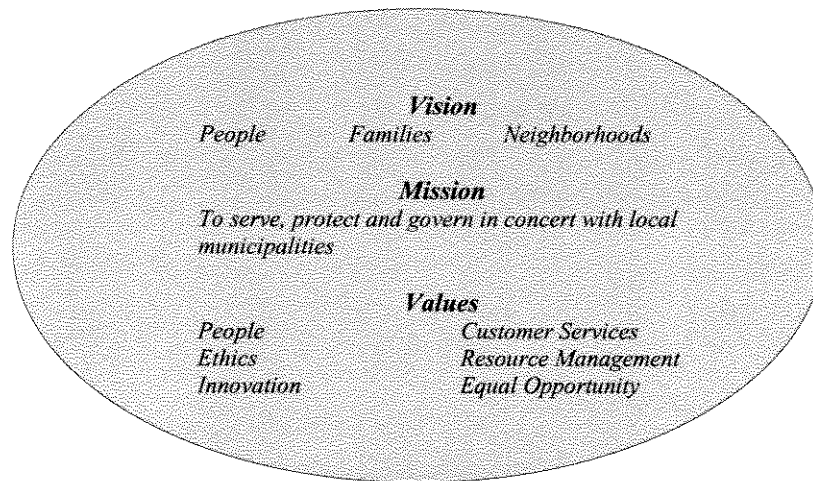 Vision
People Families Neighborhoods
Mission
To serve, protect and govern in concert with local
municipalities
Values
People Customer Services
Ethics Resource Management
Innovation Equal Opportunity